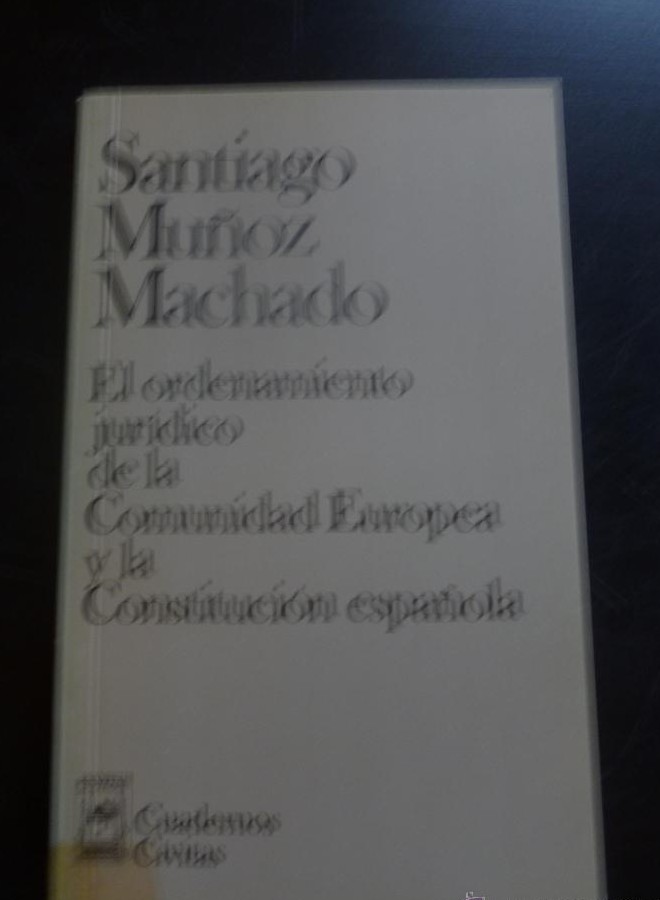 Santiago
Muñoz
Machado
El ordenamiento
jurídico
de la
Comunidad Europea
y la
Constitución española
Cuadernos
Civitas